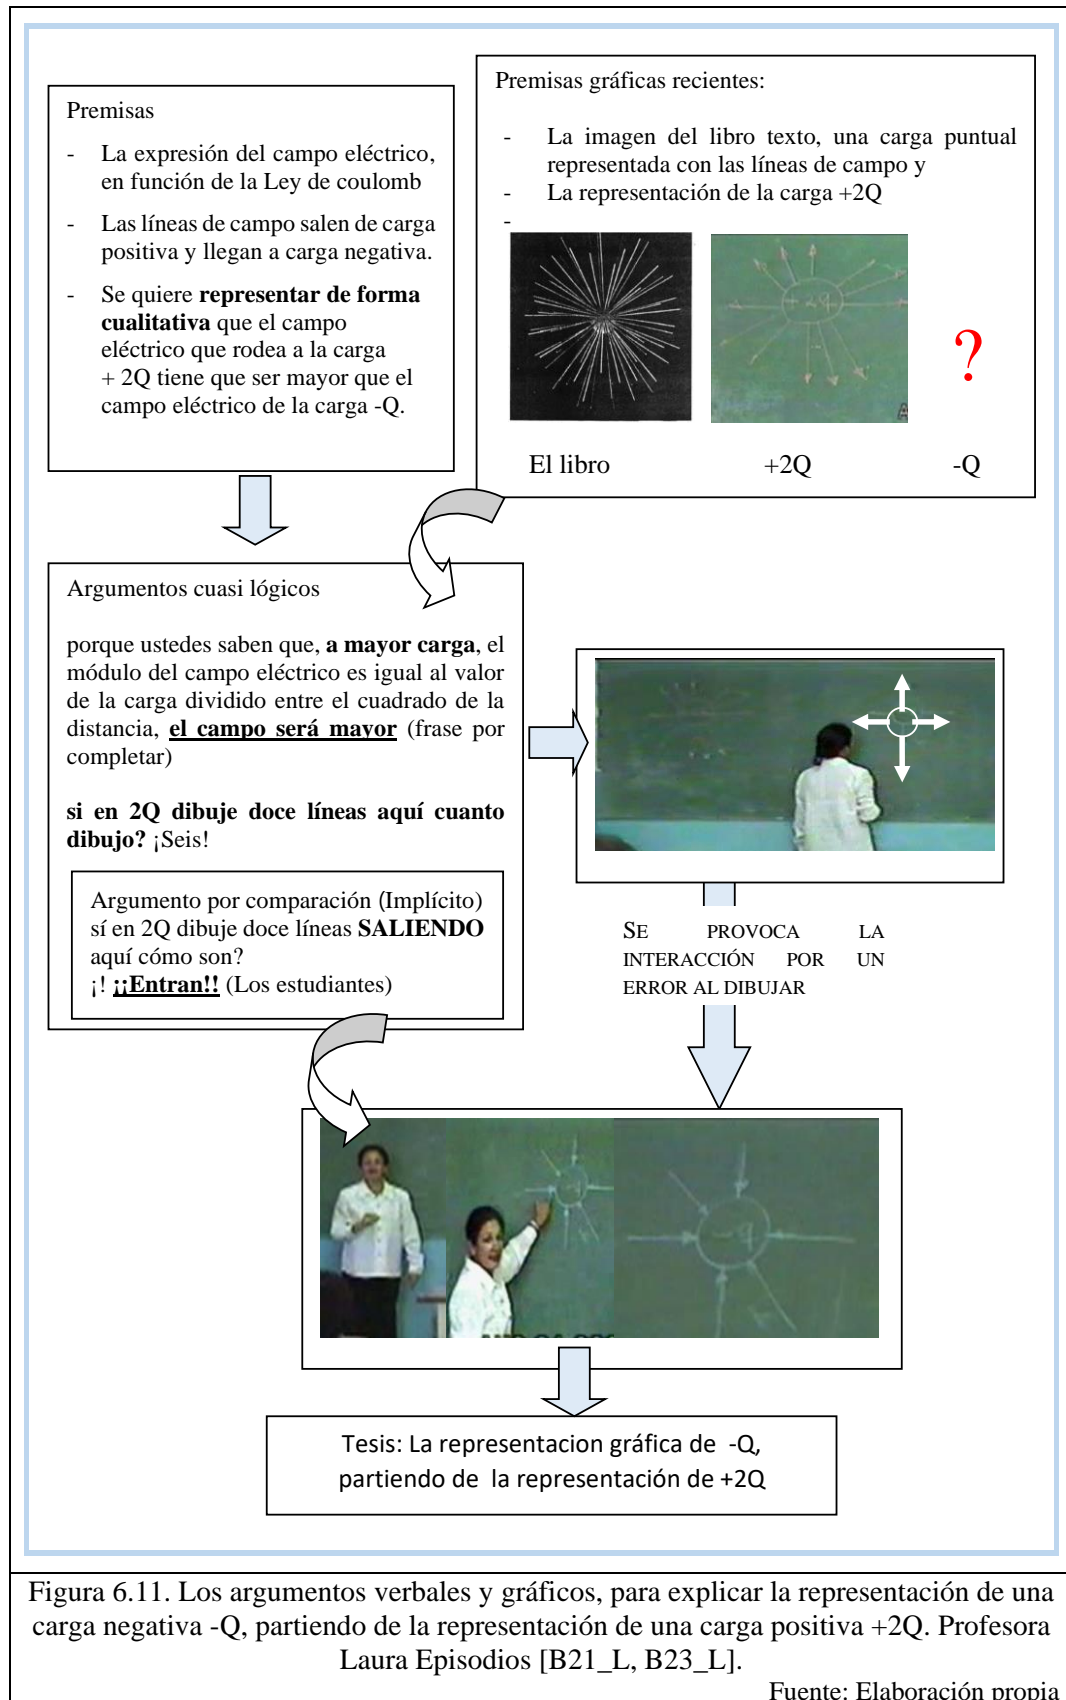 Premisas
- La expresión del campo eléctrico,
en función de la Ley de coulomb
- Las líneas de campo salen de carga
positiva y llegan a carga negativa.
- Se quiere representar de forma
cualitativa que el campo
eléctrico que rodea a la carga
+ 2Q tiene que ser mayor que el
campo eléctrico de la carga -Q.
Premisas gráficas recientes:
- La imagen del libro texto, una carga puntual
representada con las líneas de campo y
- La representación de la carga +2Q
-
+2q
?
El libro +2Q -Q
Argumentos cuasi lógicos
porque ustedes saben que, a mayor carga, el
módulo del campo eléctrico es igual al valor
de la carga dividido entre el cuadrado de la
distancia, el campo será mayor (frase por
completar)
si en 2Q dibuje doce líneas aquí cuanto
dibujo? ¡Seis!
Argumento por comparación (Implícito)
sí en 2Q dibuje doce líneas SALIENDO
aquí cómo son?
¡! ¡¡Entran!! (Los estudiantes)
SE PROVOCA LA
INTERACCIÓN POR UN
ERROR AL DIBUJAR
-q
-q
Tesis: La representacion gráfica de -Q,
partiendo de la representación de +2Q
Figura 6.11. Los argumentos verbales y gráficos, para explicar la representación de una
carga negativa -Q, partiendo de la representación de una carga positiva +2Q. Profesora
Laura Episodios [B21_L, B23_L].
Fuente: Elaboración propia